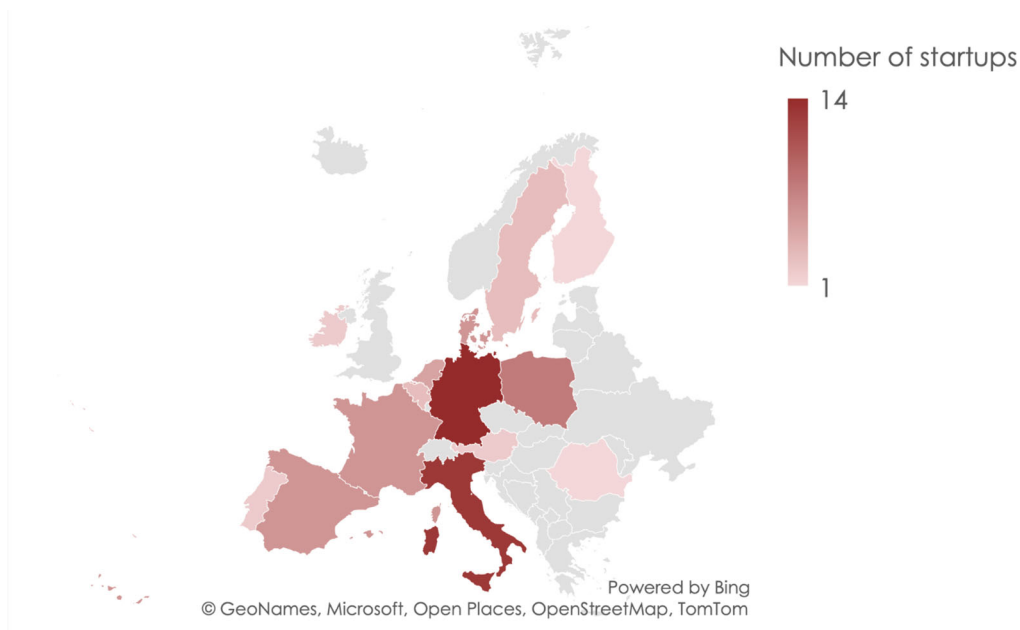 Number of startups
14
1
Powered by Bing
© GeoNames, Microsoft, Open Places, OpenStreetMap, TomTom